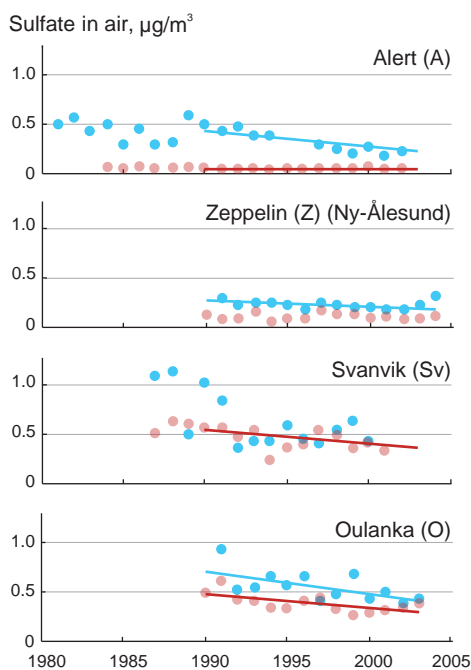 Sulfate in air, µg/m³
Alert (A)
1.0
0.5
0
Zeppelin (Z) (Ny-Ålesund)
1.0
0.5
0
Svanvik (Sv)
1.0
0.5
0
Oulanka (O)
1.0
0.5
0
1980 1985 1990 1995 2000 2005